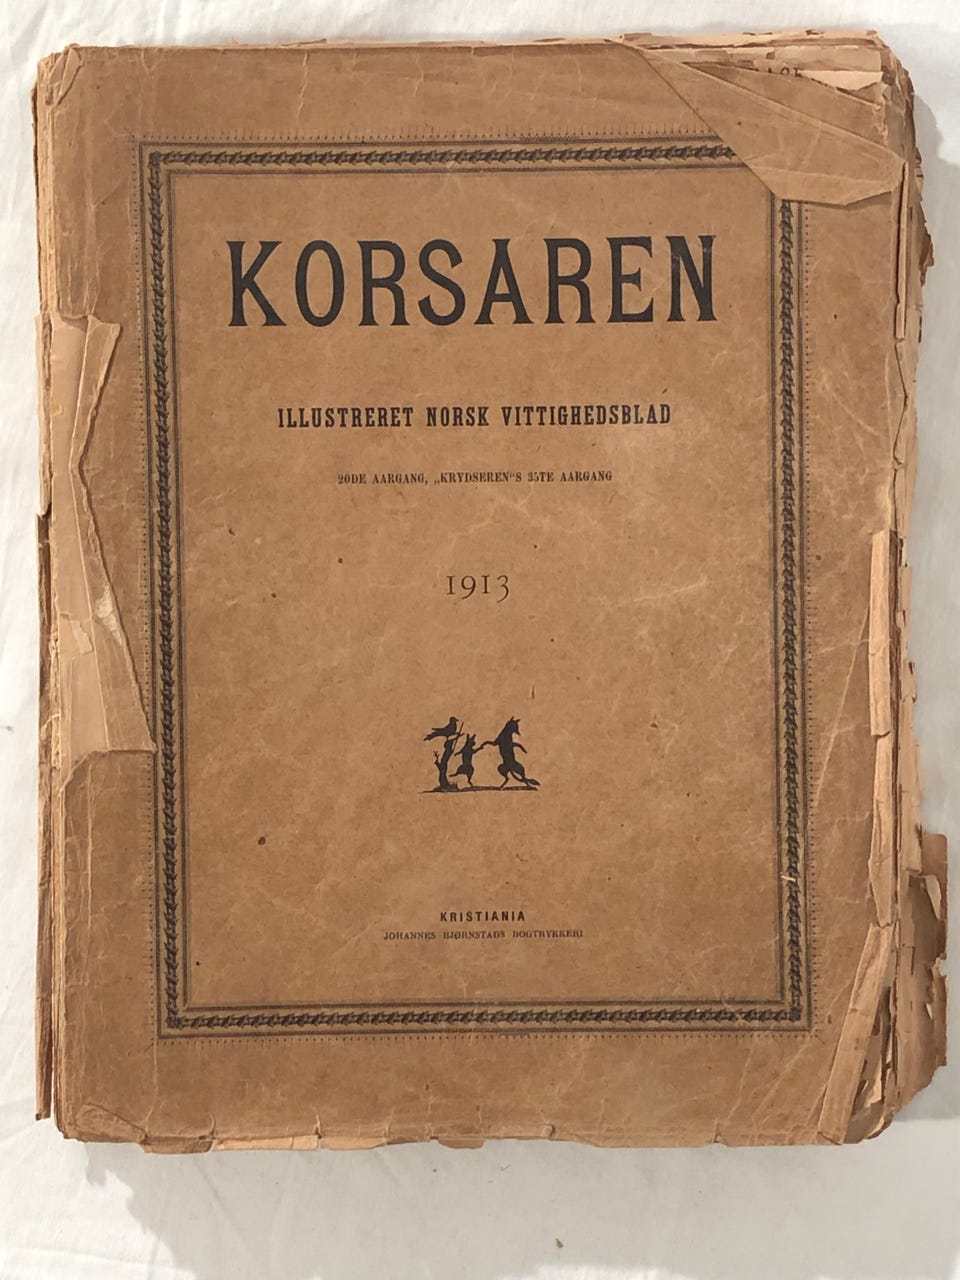 KORSAREN
ILLUSTRERET NORSK VITTIGHEDSBLAD
20DE AARGANG, „KRYDSEREN“S 35TE AARGANG
1913
KRISTIANIA
JOHANNES BJØRNSTADS BOGTRYKKERI